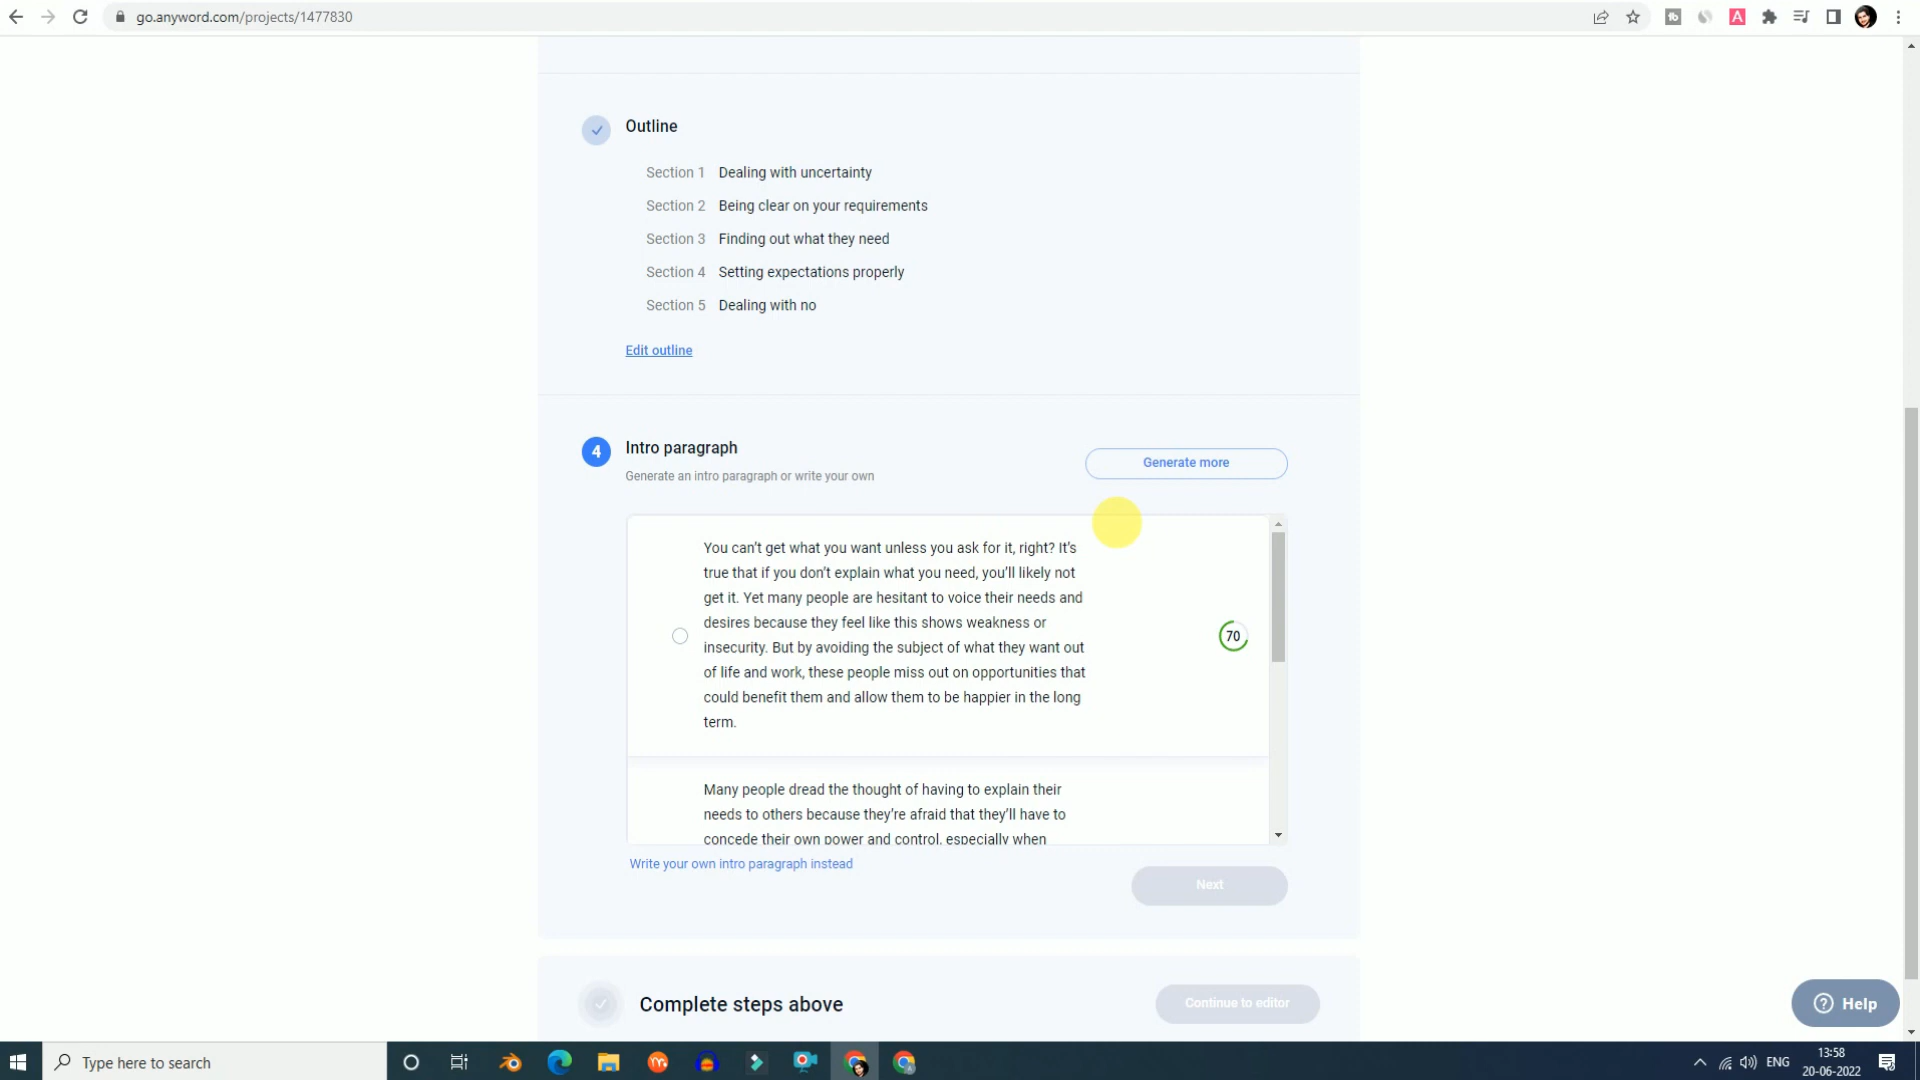 go.anyword.com/projects/1477830
Outline
Section 1 Dealing with uncertainty
Section 2 Being clear on your requirements
Section 3 Finding out what they need
Section 4 Setting expectations properly
Section 5 Dealing with no
Edit outline
4 Intro paragraph
Generate more
Generate an intro paragraph or write your own
You can’t get what you want unless you ask for it, right? It’s
true that if you don’t explain what you need, you’ll likely not
get it. Yet many people are hesitant to voice their needs and
desires because they feel like this shows weakness or
insecurity. But by avoiding the subject of what they want out
of life and work, these people miss out on opportunities that
could benefit them and allow them to be happier in the long
term.
70
Many people dread the thought of having to explain their
needs to others because they’re afraid that they’ll have to
concede their own power and control, especially when
Write your own intro paragraph instead
Next
Complete steps above
Continue to editor
Help
Type here to search
ENG
13:58
20-06-2022